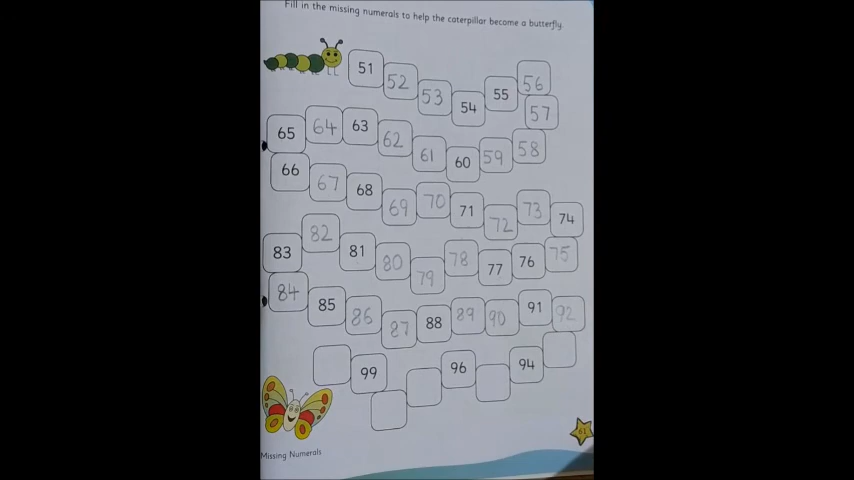 Fill in the missing numerals to help the caterpillar become a butterfly
51 52 53 54 55 56
57
65 64 63 62 61 60 59 58
66 67 68 69 70 71 72 73 74
83 82 81 80 79 78 77 76 75
84 85 86 87 88 89 90 91 92
99 96 94
61
Missing Numerals